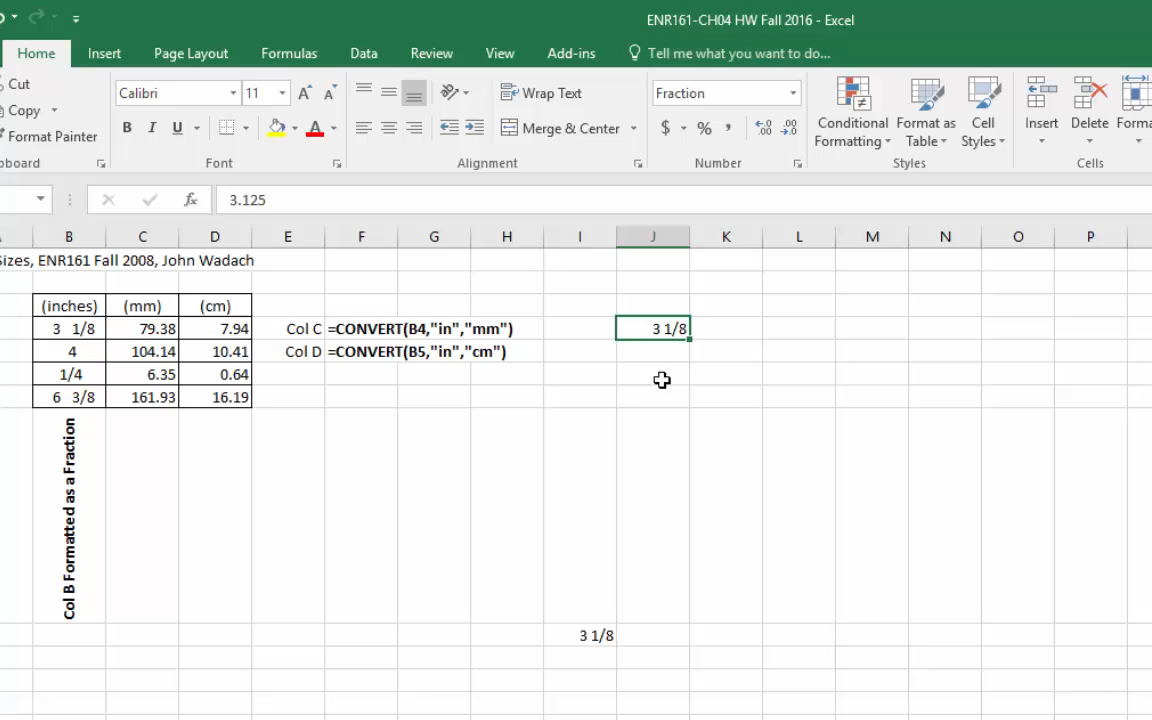 ENR161-CH04 HW Fall 2016 - Excel
Home Insert Page Layout Formulas Data Review View Add-ins Tell me what you want to do...
Cut
Copy
Format Painter
Calibri 11
B I U
Wrap Text
Merge & Center
Fraction
$ % ,
Conditional Formatting
Format as Table
Cell Styles
Insert
Delete
Forma
pboard Font Alignment Number Styles Cells
fx 3.125
B C D E F G H I J K L M N O P
Sizes, ENR161 Fall 2008, John Wadach
(inches) (mm) (cm)
3 1/8 79.38 7.94 Col C =CONVERT(B4,"in","mm") 3 1/8
4 104.14 10.41 Col D =CONVERT(B5,"in","cm")
1/4 6.35 0.64
6 3/8 161.93 16.19
Col B Formatted as a Fraction
3 1/8